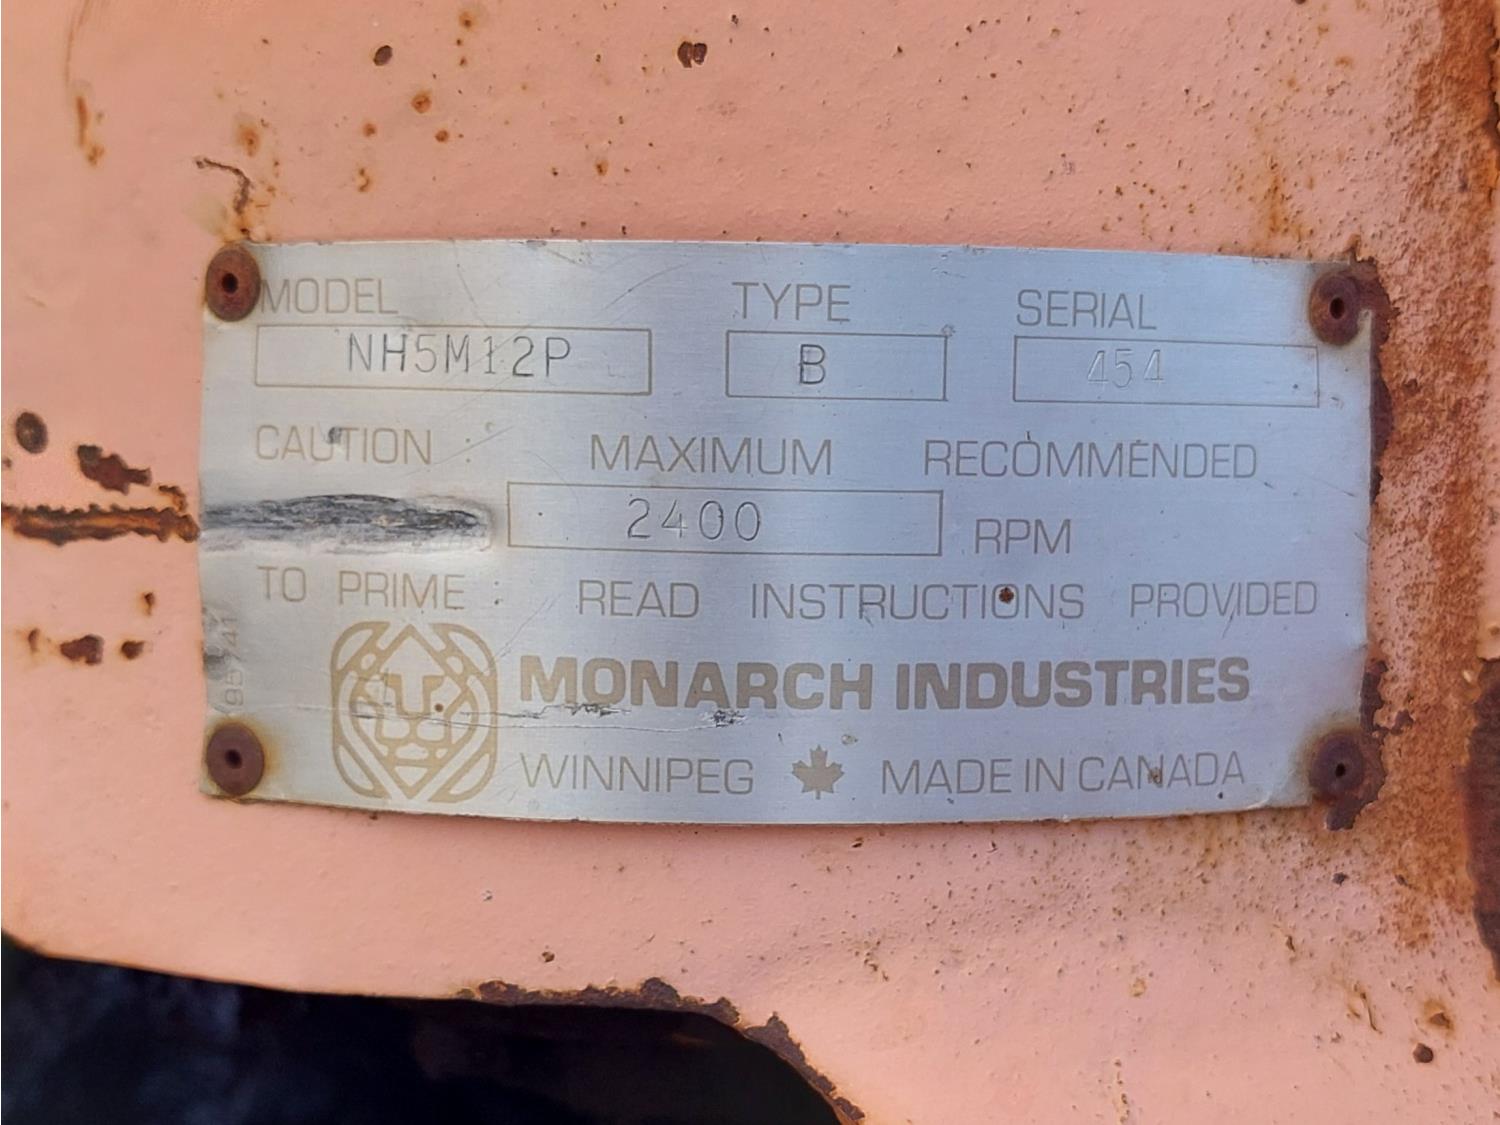 MODEL TYPE SERIAL
NH5M12P B 454
CAUTION : MAXIMUM RECOMMENDED
2400 RPM
TO PRIME : READ INSTRUCTIONS PROVIDED
MONARCH INDUSTRIES
WINNIPEG MADE IN CANADA